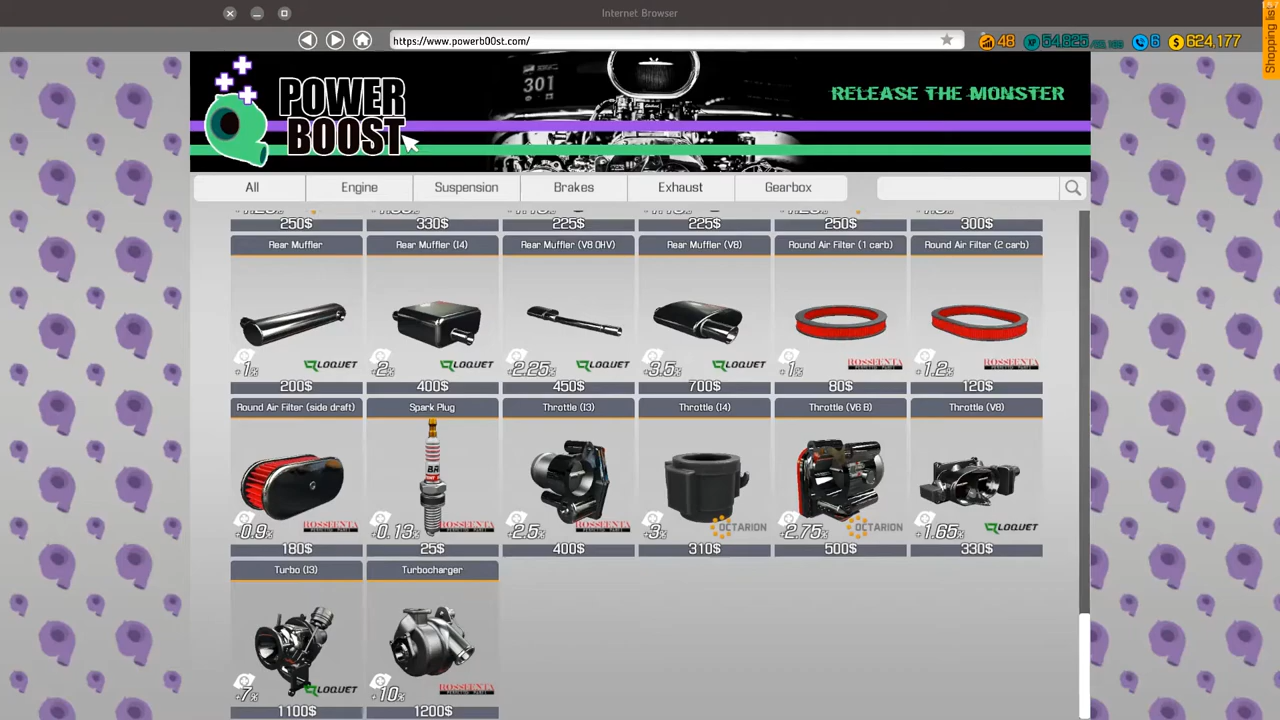 Internet Browser
https://www.powerb00st.com/
48
54,825
6
624,177
Shopping list
301
POWER
BOOST
RELEASE THE MONSTER
All
Engine
Suspension
Brakes
Exhaust
Gearbox
250$
330$
225$
225$
250$
300$
Rear Muffler
Rear Muffler (I4)
Rear Muffler (V8 OHV)
Rear Muffler (V8)
Round Air Filter (1 carb)
Round Air Filter (2 carb)
+1%
LOQUET
+2%
LOQUET
+2.25%
LOQUET
+3.5%
LOQUET
+1%
ROSSFENTA
+1.2%
ROSSFENTA
200$
400$
450$
700$
80$
120$
Round Air Filter (side draft)
Spark Plug
Throttle (I3)
Throttle (I4)
Throttle (V6 B)
Throttle (V8)
+0.9%
ROSSFENTA
+0.13%
ROSSFENTA
+2.5%
ROSSFENTA
+3%
OCTARION
+2.75%
OCTARION
+1.65%
LOQUET
180$
25$
400$
310$
500$
330$
Turbo (I3)
Turbocharger
+7%
LOQUET
+10%
ROSSFENTA
1100$
1200$